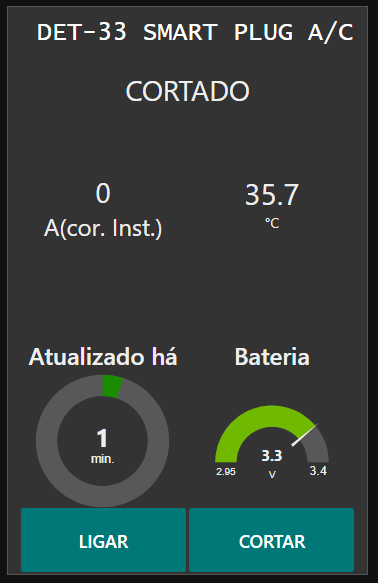 DET-33 SMART PLUG A/C
CORTADO
0
A(cor. Inst.)
35.7
°C
Atualizado há
1
min.
Bateria
3.3
V
2.95
3.4
LIGAR
CORTAR